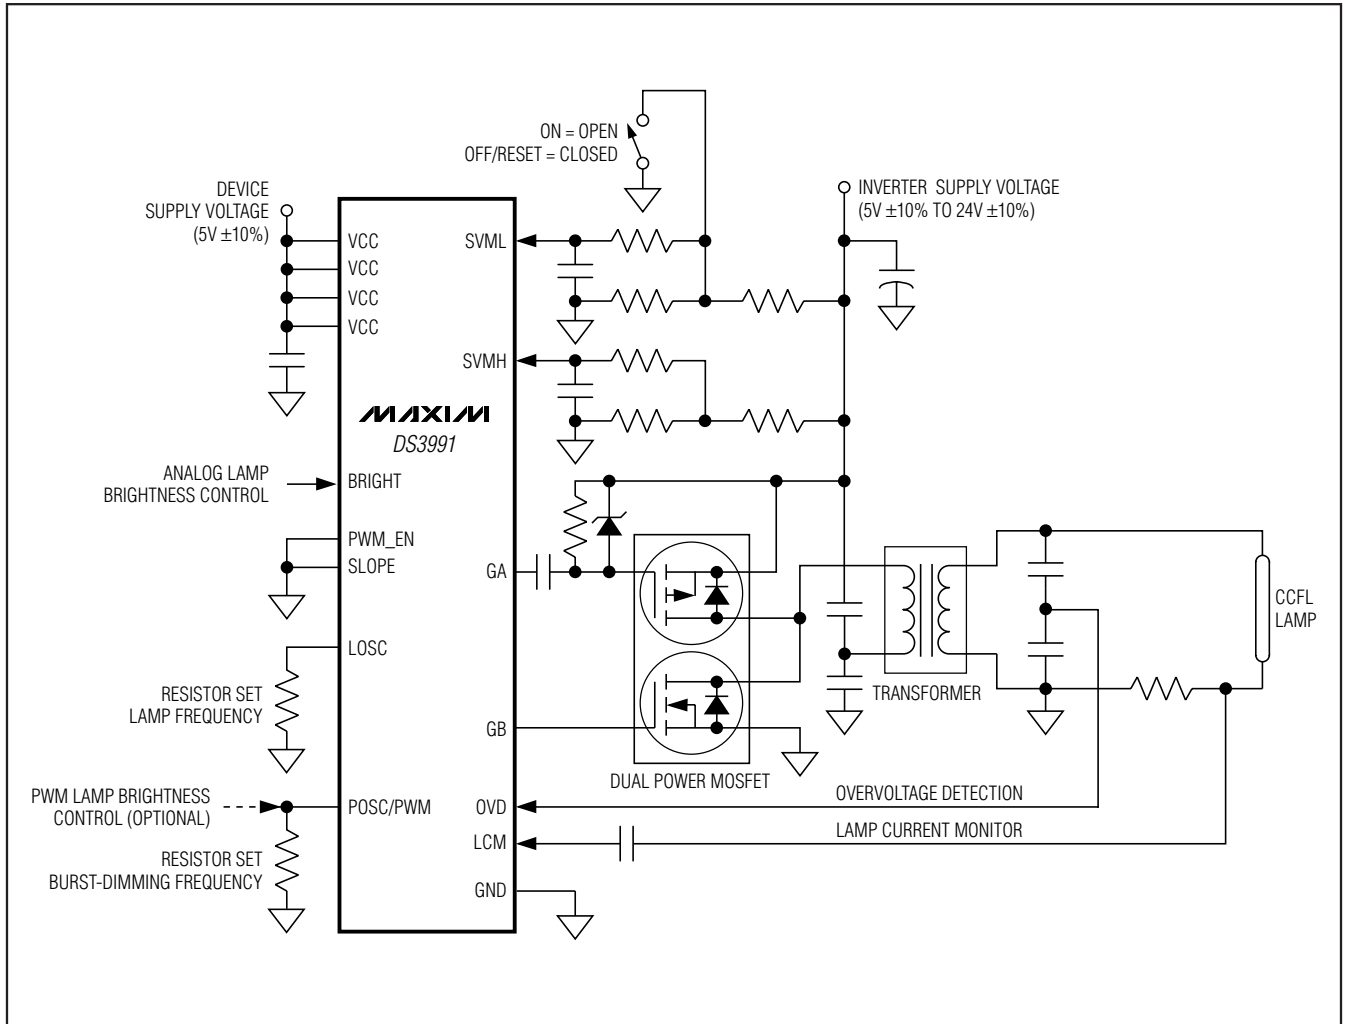 ON = OPEN
OFF/RESET = CLOSED
DEVICE
SUPPLY VOLTAGE
(5V ±10%)
INVERTER SUPPLY VOLTAGE
(5V ±10% TO 24V ±10%)
VCC
VCC
VCC
VCC
SVML
SVMH
MAXIM
DS3991
ANALOG LAMP
BRIGHTNESS CONTROL
BRIGHT
PWM_EN
SLOPE
GA
LOSC
RESISTOR SET
LAMP FREQUENCY
GB
DUAL POWER MOSFET
TRANSFORMER
CCFL
LAMP
PWM LAMP BRIGHTNESS
CONTROL (OPTIONAL)
POSC/PWM
OVD
OVERVOLTAGE DETECTION
LCM
LAMP CURRENT MONITOR
RESISTOR SET
BURST-DIMMING FREQUENCY
GND